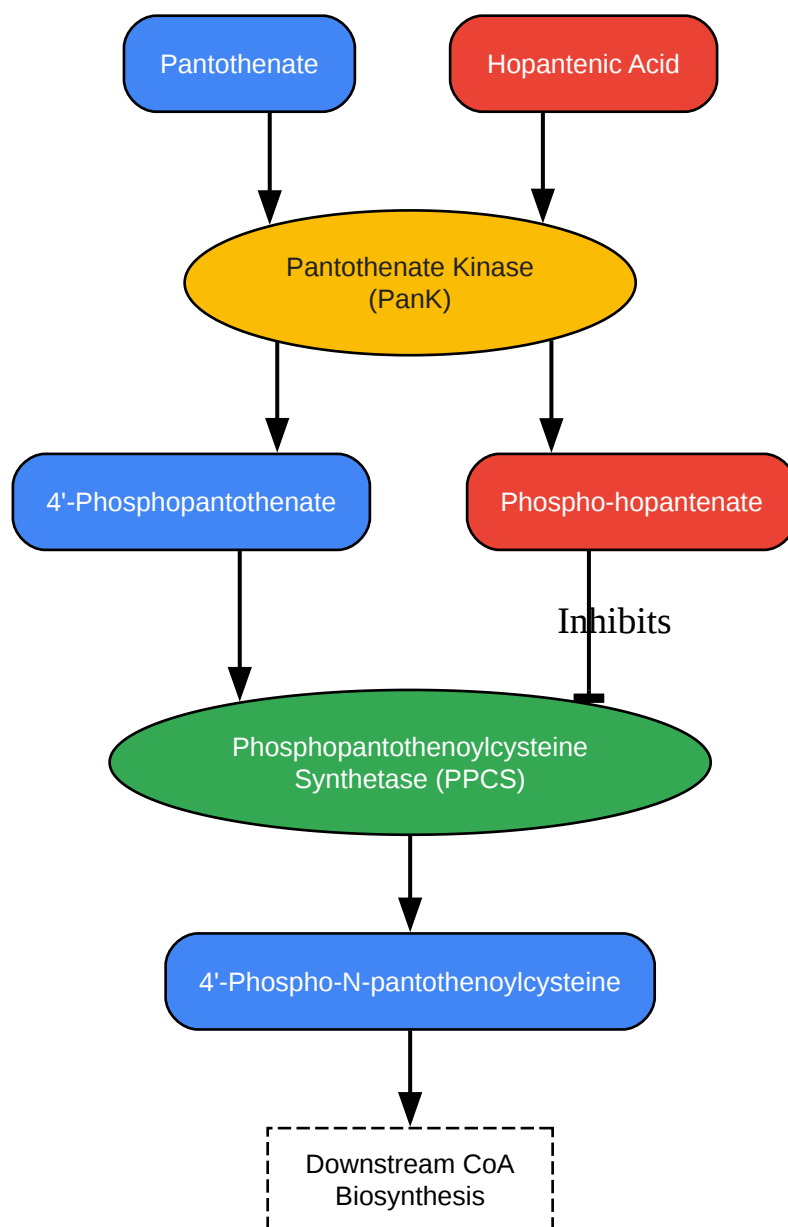 Pantothenate
Hopantenic Acid
Pantothenate Kinase
(PanK)
4'-Phosphopantothenate
Phospho-hopantenate
Inhibits
Phosphopantothenoylcysteine
Synthetase (PPCS)
4'-Phospho-N-pantothenoylcysteine
Downstream CoA
Biosynthesis